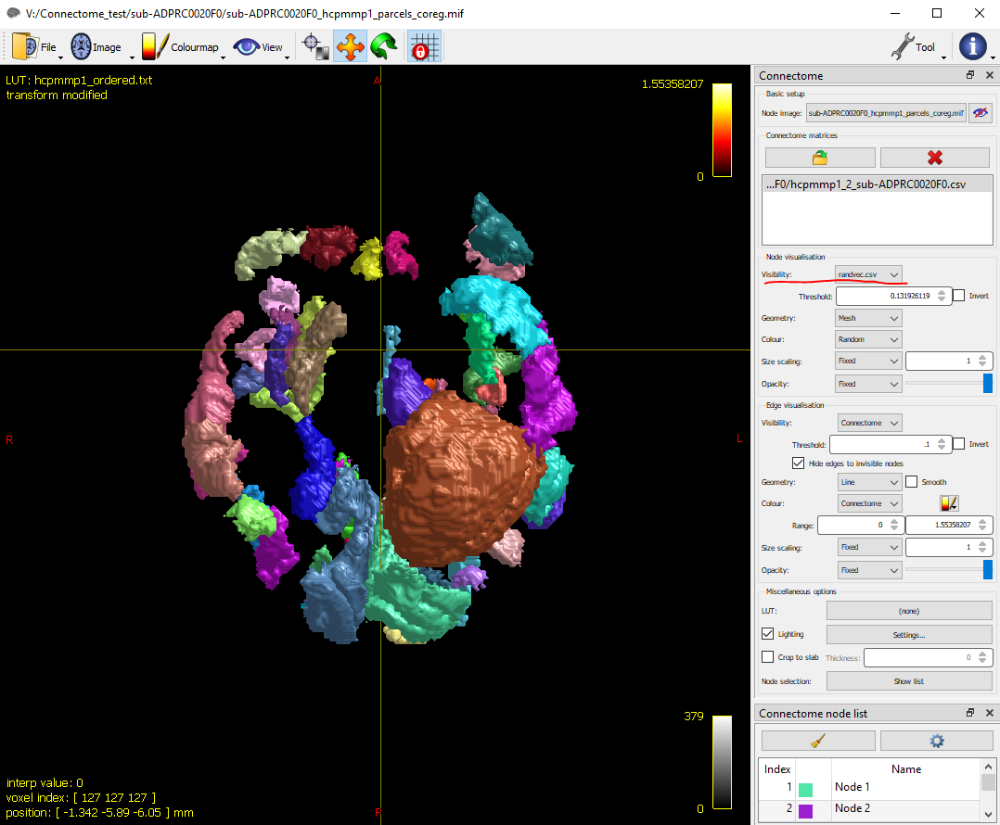 V:/Connectome_test/sub-ADPRC0020F0/sub-ADPRC0020F0_hcpmmp1_parcels_coreg.mif
File
Image
Colourmap
View
Tool
LUT: hcpmmp1_ordered.txt
transform modified
A
1.55358207
0
R
L
379
0
interp value: 0
voxel index: [ 127 127 127 ]
position: [ -1.342 -5.89 -6.05 ] mm
P
Connectome
Basic setup
Node image: sub-ADPRC0020F0_hcpmmp1_parcels_coreg.mif
Connectome matrices
...F0/hcpmmp1_2_sub-ADPRC0020F0.csv
Node visualisation
Visibility: randvec.csv
Threshold: 0.131926119 Invert
Geometry: Mesh
Colour: Random
Size scaling: Fixed 1
Opacity: Fixed
Edge visualisation
Visibility: Connectome
Threshold: .1 Invert
Hide edges to invisible nodes
Geometry: Line Smooth
Colour: Connectome
Range: 0 1.55358207
Size scaling: Fixed 1
Opacity: Fixed
Miscellaneous options
LUT: (none)
Lighting Settings...
Crop to slab Thickness: 0
Node selection: Show list
Connectome node list
Index Name
1 Node 1
2 Node 2